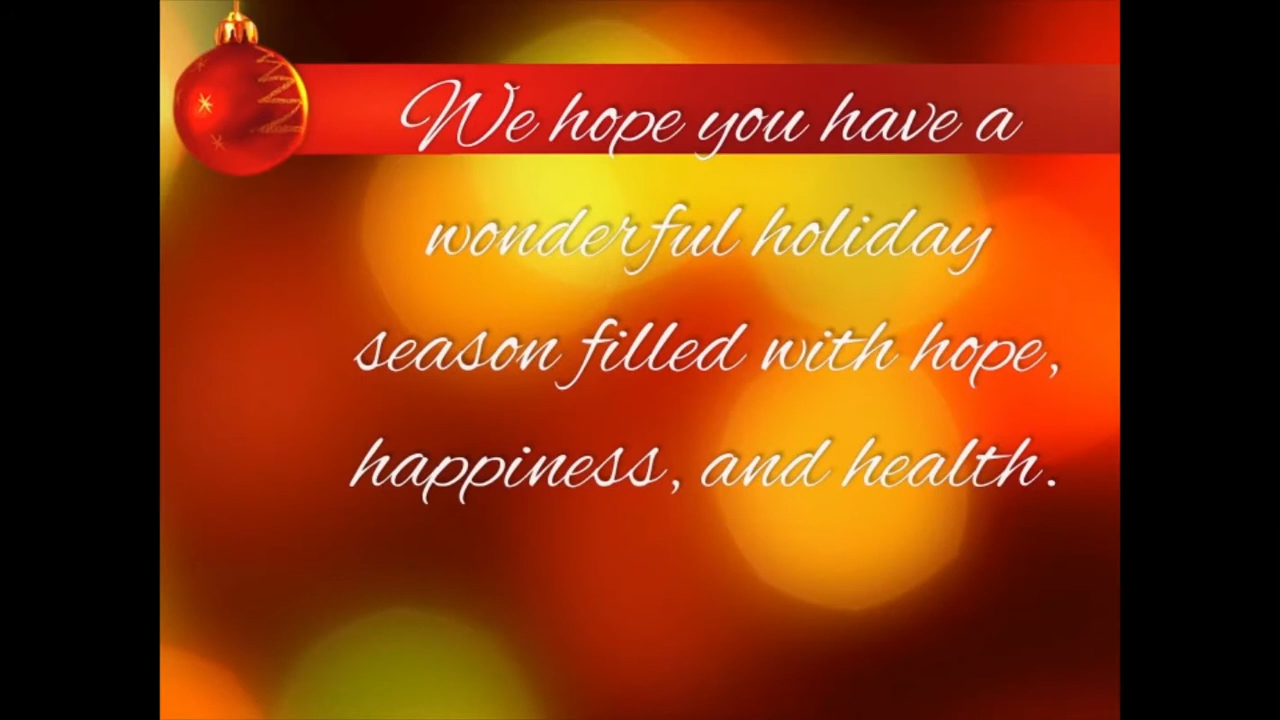 We hope you have a
wonderful holiday
season filled with hope,
happiness, and health.